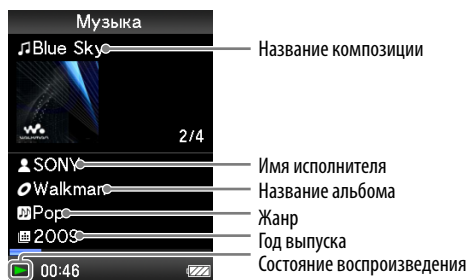 Музыка
Blue Sky
Название композиции
WALKMAN
2/4
SONY
Имя исполнителя
Walkman
Название альбома
Pop
Жанр
2009
Год выпуска
00:46
Состояние воспроизведения